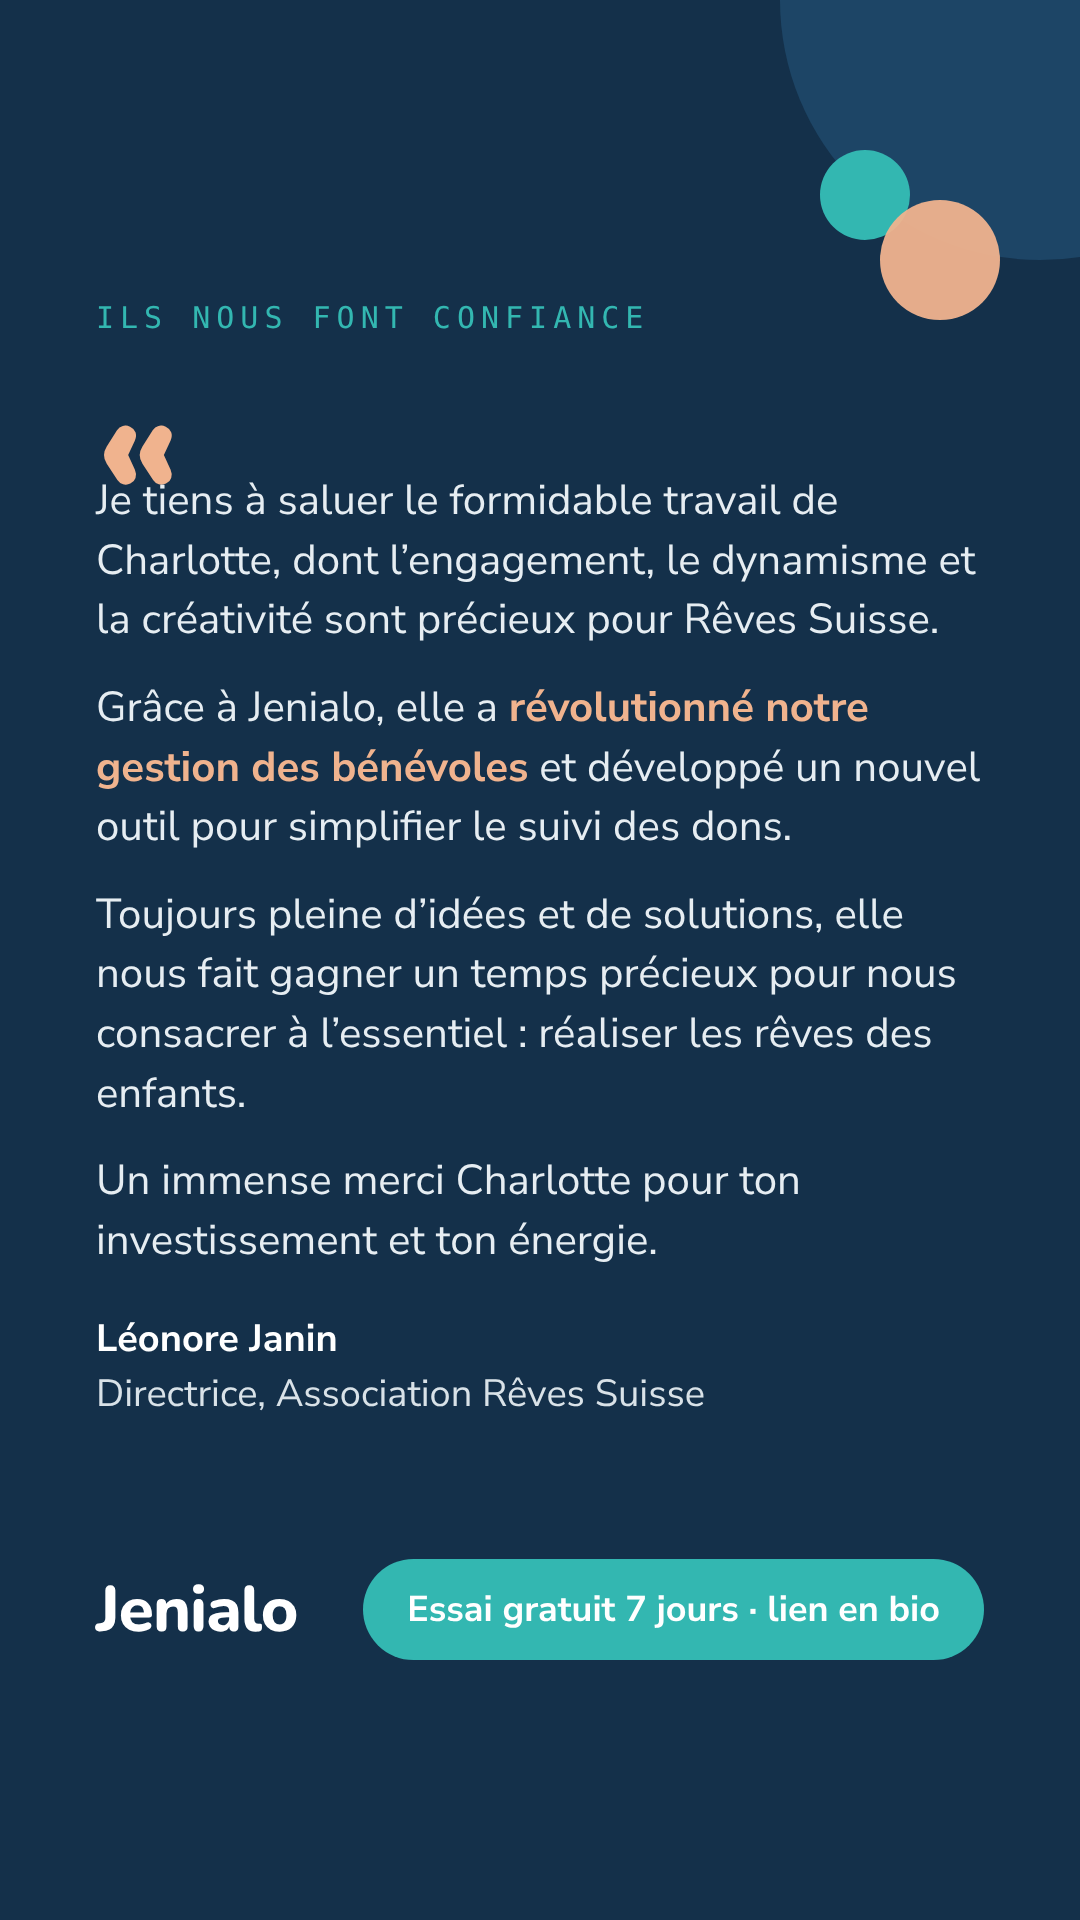 ILS NOUS FONT CONFIANCE
«
Je tiens à saluer le formidable travail de
Charlotte, dont l’engagement, le dynamisme et
la créativité sont précieux pour Rêves Suisse.
Grâce à Jenialo, elle a révolutionné notre
gestion des bénévoles et développé un nouvel
outil pour simplifier le suivi des dons.
Toujours pleine d’idées et de solutions, elle
nous fait gagner un temps précieux pour nous
consacrer à l’essentiel : réaliser les rêves des
enfants.
Un immense merci Charlotte pour ton
investissement et ton énergie.
Léonore Janin
Directrice, Association Rêves Suisse
Jenialo
Essai gratuit 7 jours · lien en bio